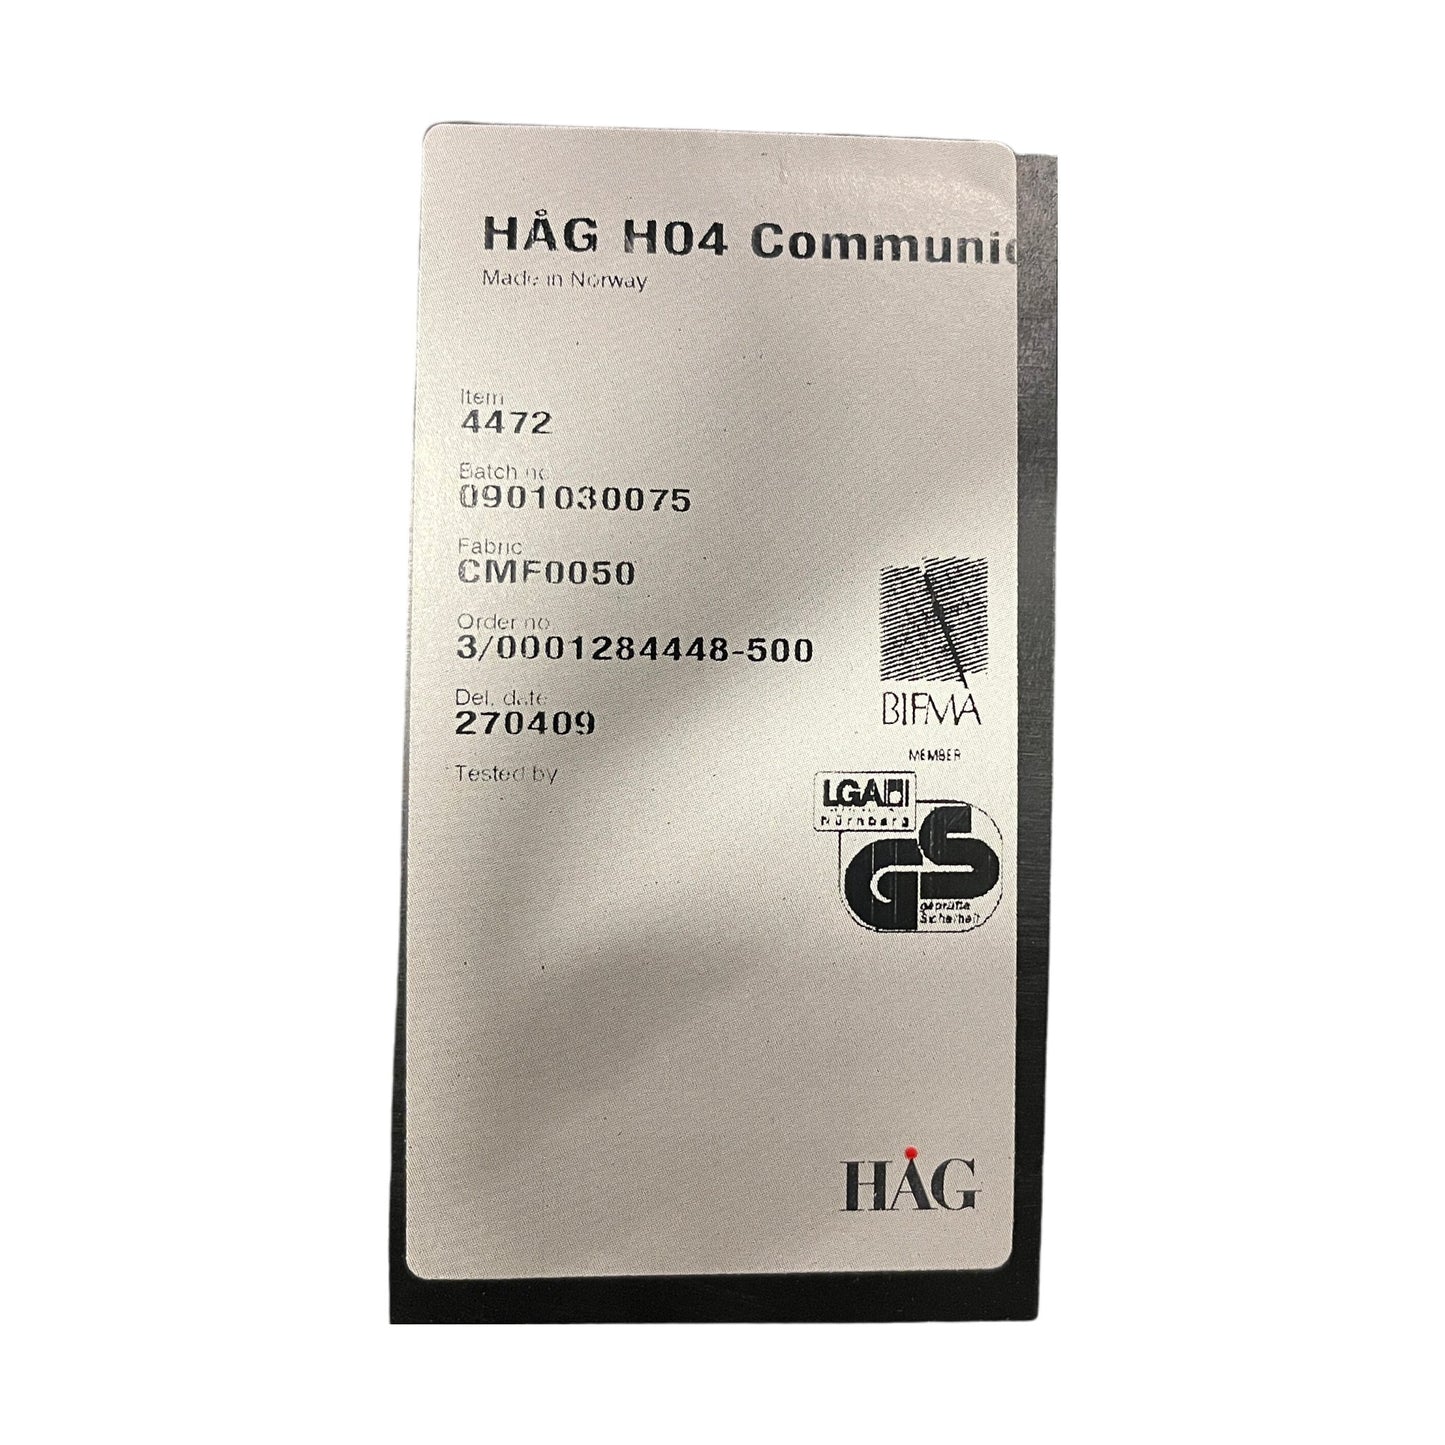 HÅG H04 Communic
Made in Norway
Item
4472
Batch no
0901030075
Fabric
CMF0050
Order no
3/0001284448-500
Del. date
270409
Tested by
BIFMA
MEMBER
LGA
Nürnberg
GS
geprüfte
Sicherheit
HÅG